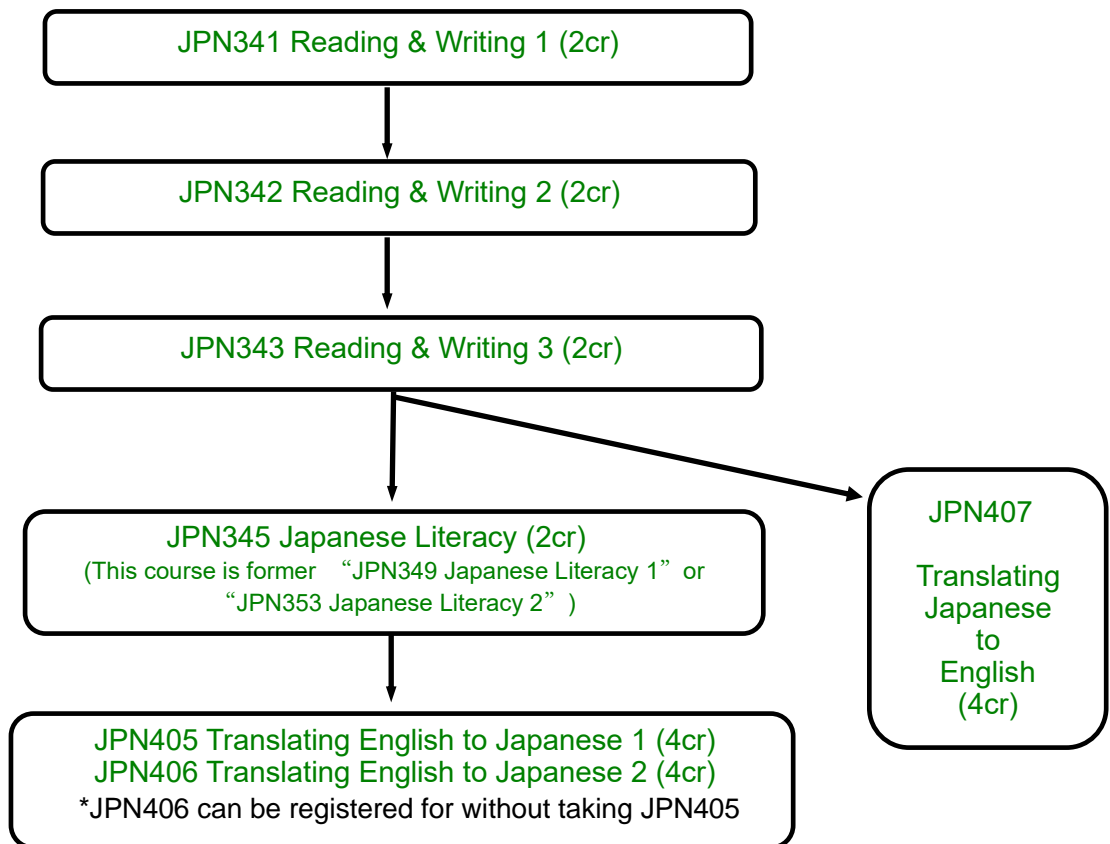 JPN341 Reading & Writing 1 (2cr)
JPN342 Reading & Writing 2 (2cr)
JPN343 Reading & Writing 3 (2cr)
JPN345 Japanese Literacy (2cr)
(This course is former “JPN349 Japanese Literacy 1” or
“JPN353 Japanese Literacy 2”)
JPN407
Translating
Japanese
to
English
(4cr)
JPN405 Translating English to Japanese 1 (4cr)
JPN406 Translating English to Japanese 2 (4cr)
*JPN406 can be registered for without taking JPN405